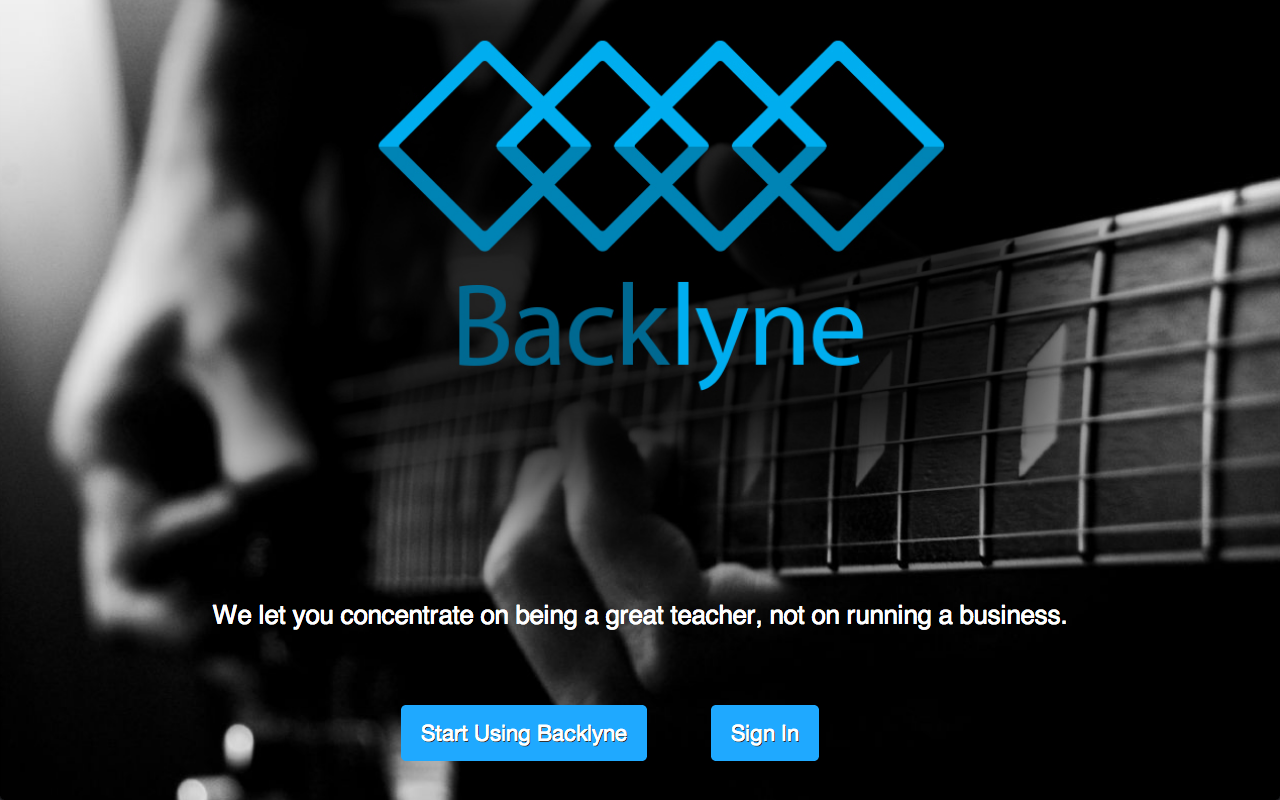 Backlyne
We let you concentrate on being a great teacher, not on running a business.
Start Using Backlyne
Sign In